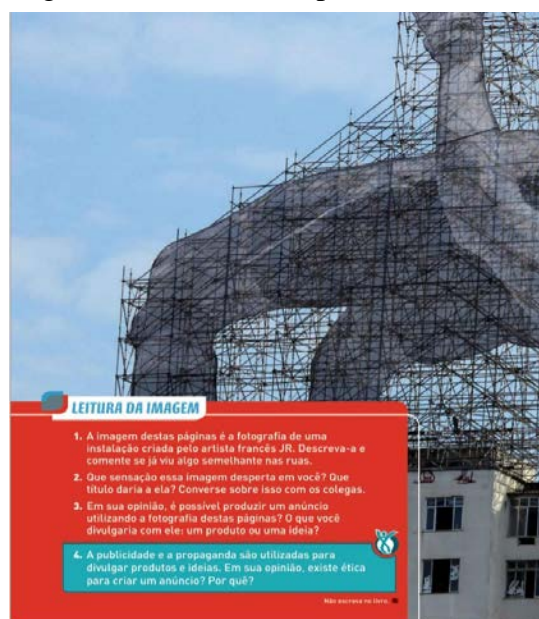 LEITURA DA IMAGEM
1. A imagem destas páginas é a fotografia de uma
instalação criada pelo artista francês JR. Descreva-a e
comente se já viu algo semelhante nas ruas.
2. Que sensação essa imagem desperta em você? Que
título daria a ela? Converse sobre isso com os colegas.
3. Em sua opinião, é possível produzir um anúncio
utilizando a fotografia destas páginas? O que você
divulgaria com ele: um produto ou uma ideia?
4. A publicidade e a propaganda são utilizadas para
divulgar produtos e ideias. Em sua opinião, existe ética
para criar um anúncio? Por quê?
Não escreva no livro.